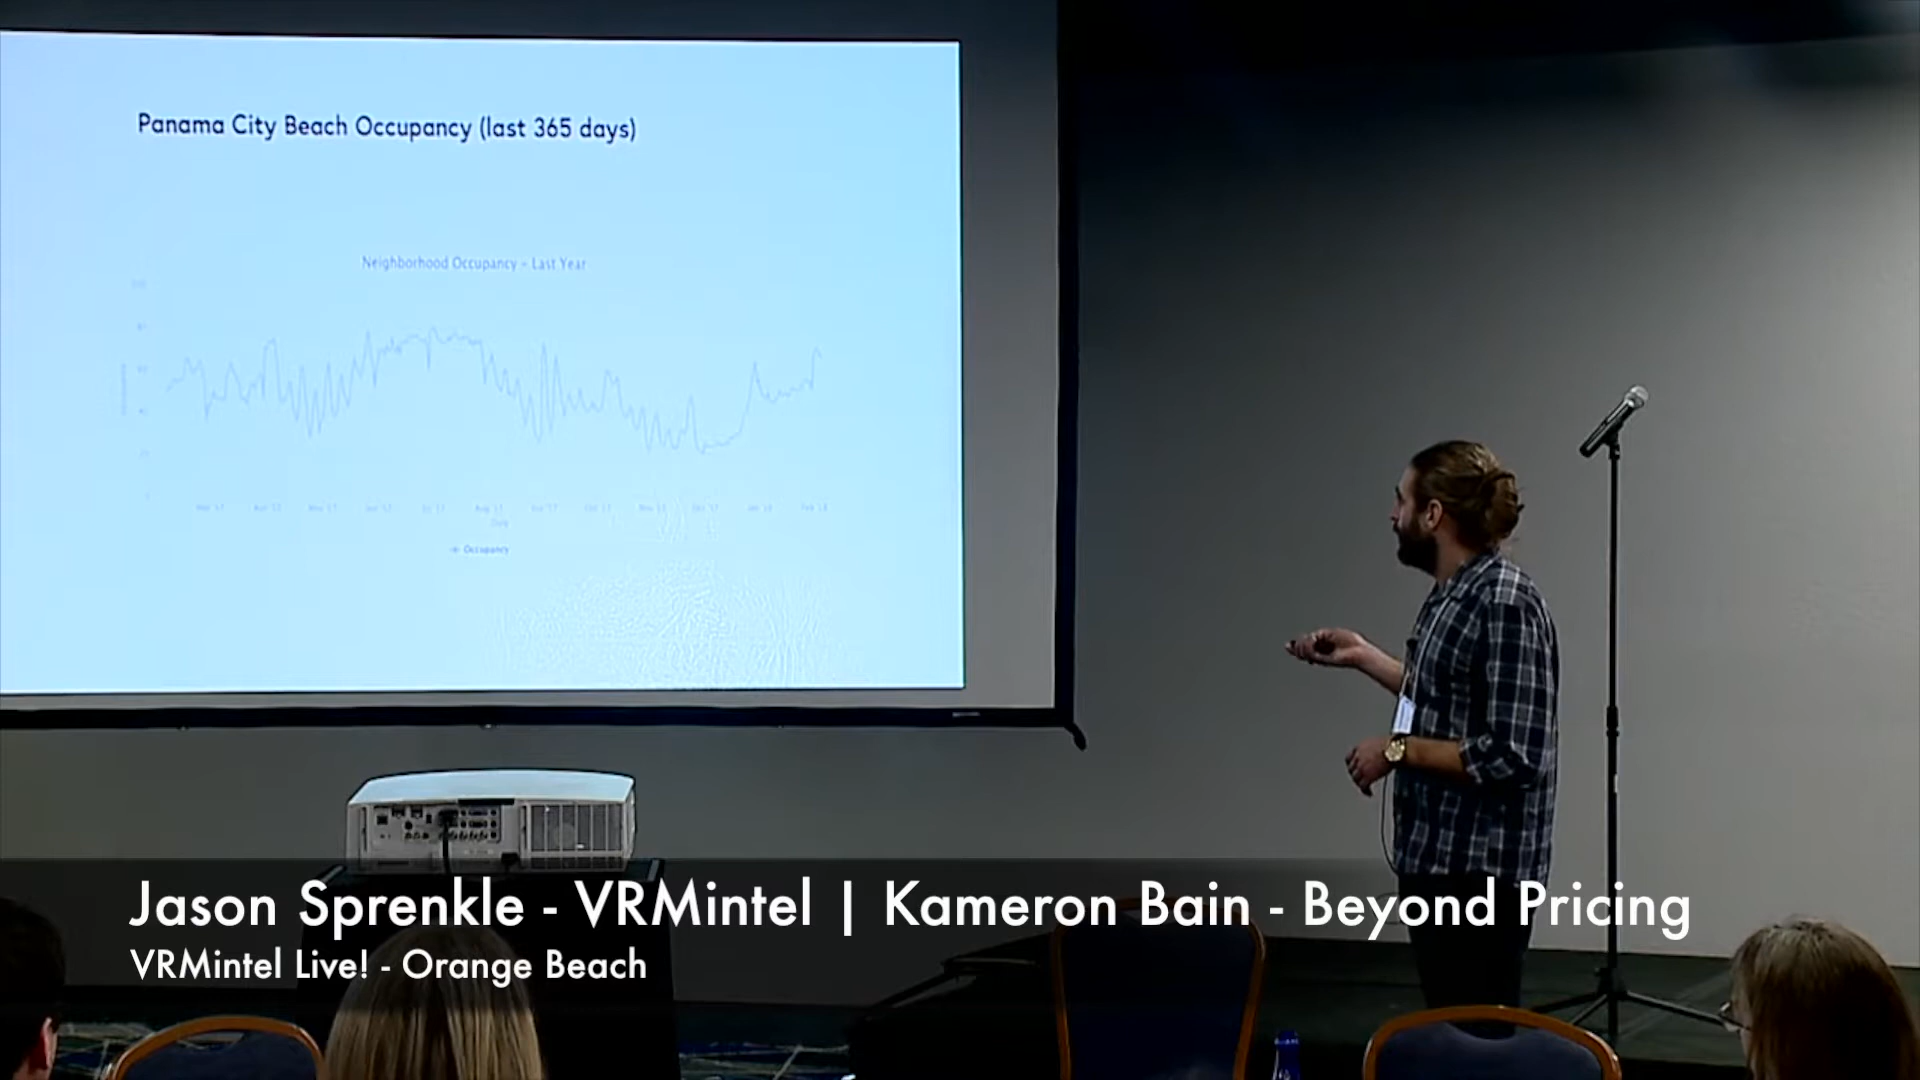 Panama City Beach Occupancy (last 365 days)
Neighborhood Occupancy - Last Year
Occupancy
Jason Sprenkle - VRMintel | Kameron Bain - Beyond Pricing
VRMintel Live! - Orange Beach